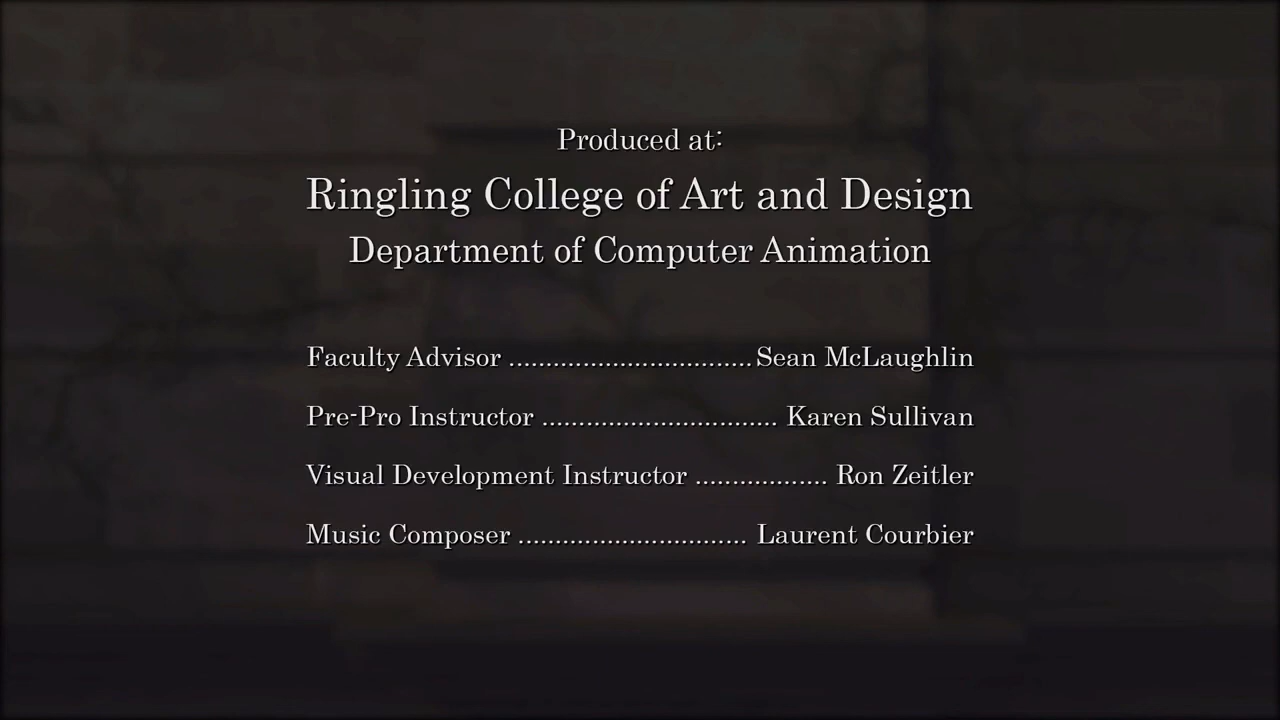 Produced at:
Ringling College of Art and Design
Department of Computer Animation
Faculty Advisor ................................. Sean McLaughlin
Pre-Pro Instructor ................................ Karen Sullivan
Visual Development Instructor .................. Ron Zeitler
Music Composer ............................... Laurent Courbier